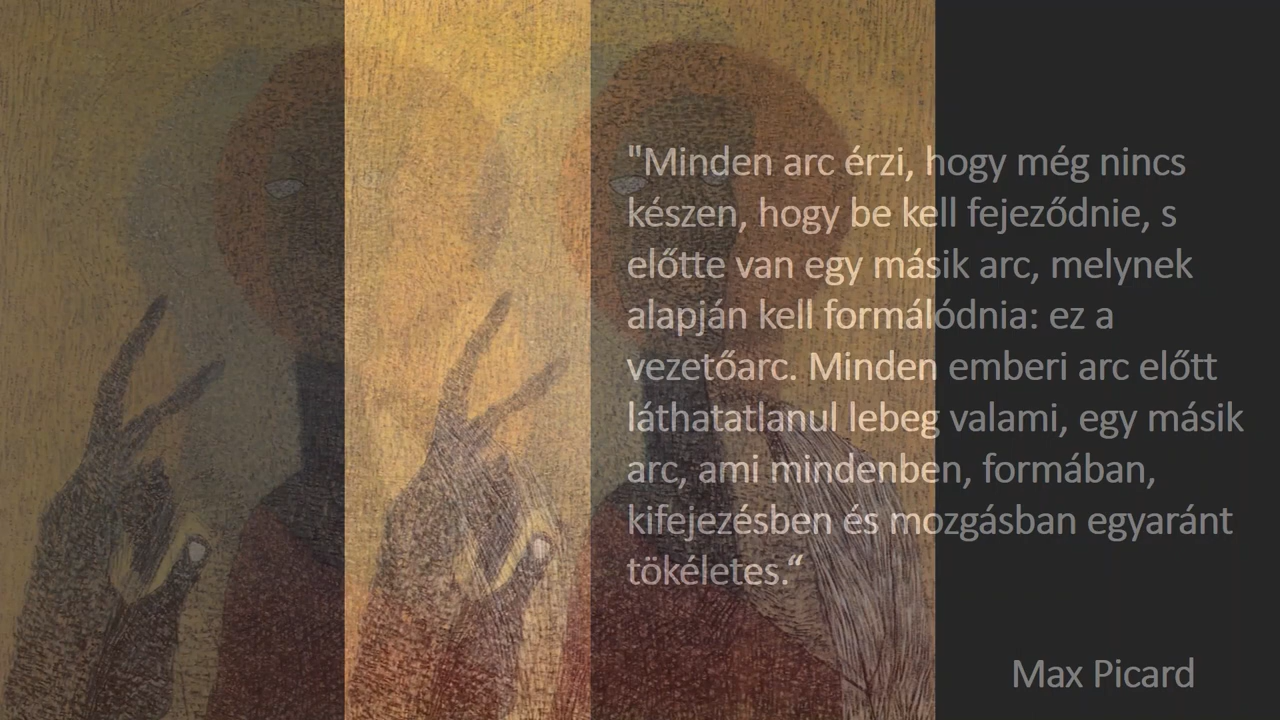 "Minden arc érzi, hogy még nincs
készen, hogy be kell fejeződnie, s
előtte van egy másik arc, melynek
alapján kell formálódnia: ez a
vezetőarc. Minden emberi arc előtt
láthatatlanul lebeg valami, egy másik
arc, ami mindenben, formában,
kifejezésben és mozgásban egyaránt
tökéletes.“
Max Picard